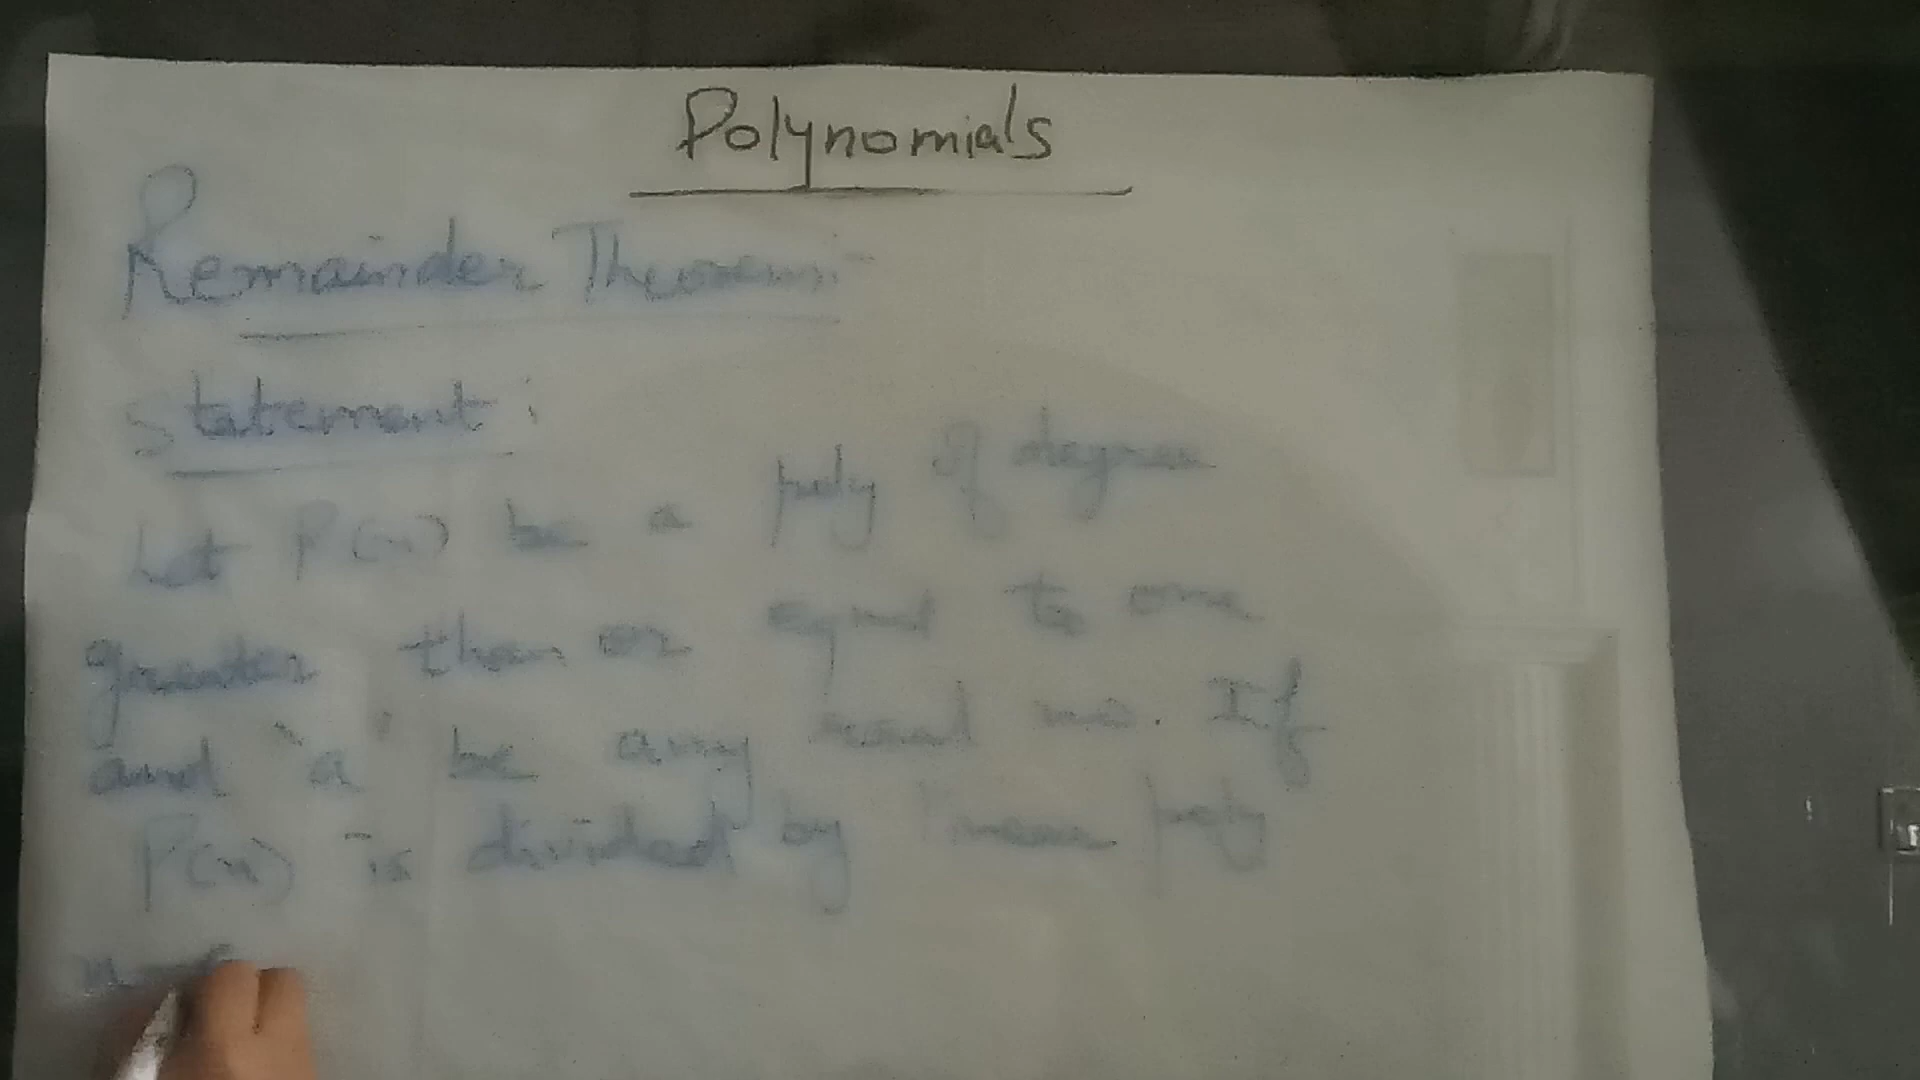 Polynomials
Remainder Theorem:-
Statement:
Let P(x) be a poly of degree
greater than or equal to one
and 'a' be any real no. If
P(x) is divided by linear poly
x -